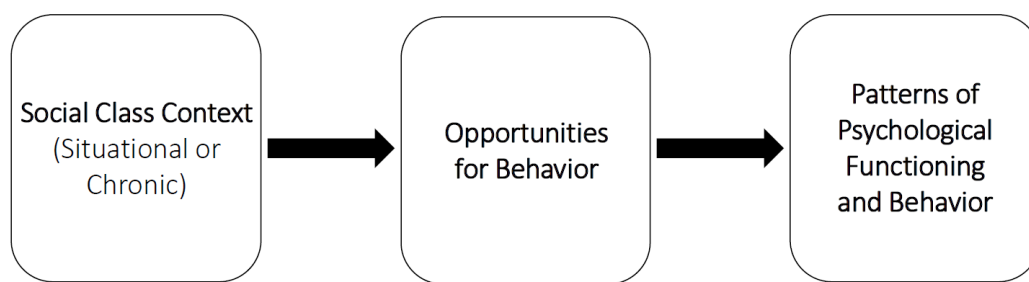 Social Class Context
(Situational or
Chronic)
Opportunities
for Behavior
Patterns of
Psychological
Functioning
and Behavior